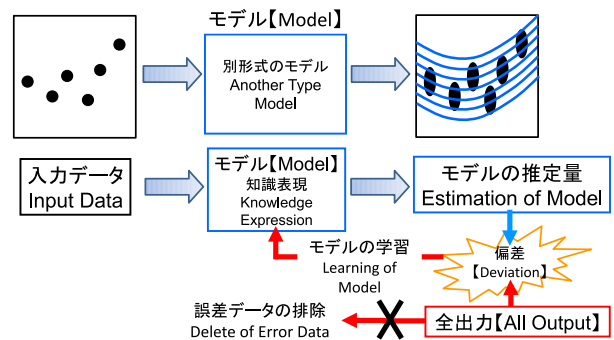 モデル【Model】
別形式のモデル
Another Type
Model
入力データ
Input Data
モデル【Model】
知識表現
Knowledge
Expression
モデルの推定量
Estimation of Model
モデルの学習
Learning of
Model
偏差
【Deviation】
誤差データの排除
Delete of Error Data
全出力【All Output】